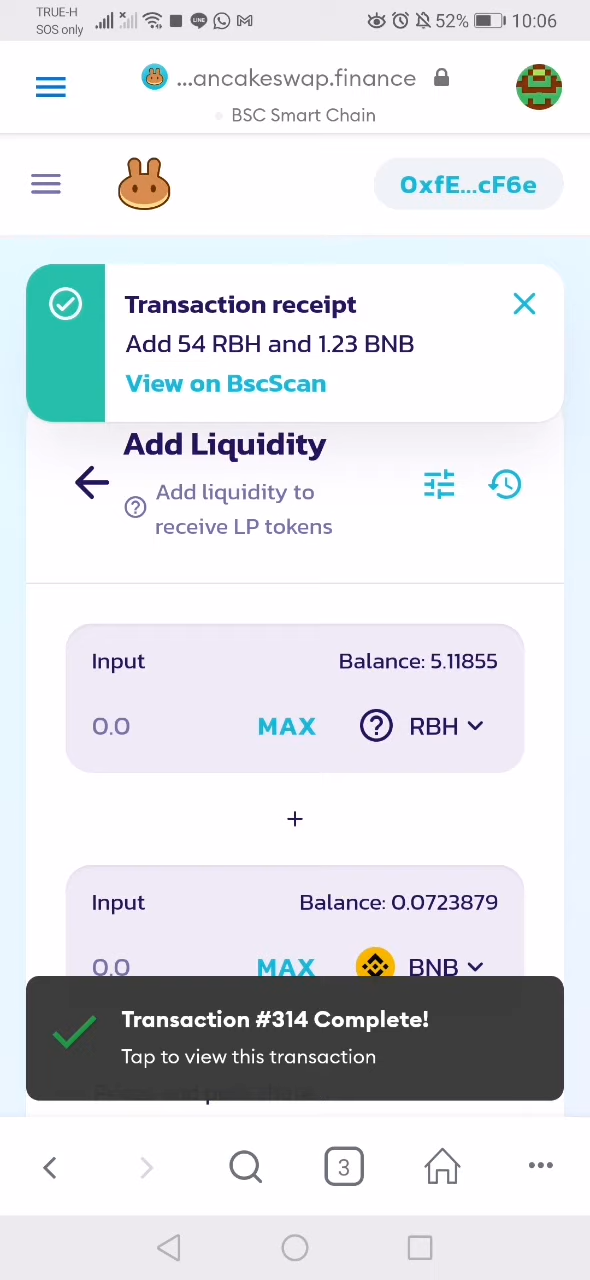 TRUE-H
SOS only
52%
10:06
...ancakeswap.finance
BSC Smart Chain
0xfE...cF6e
Transaction receipt
Add 54 RBH and 1.23 BNB
View on BscScan
Add Liquidity
Add liquidity to
receive LP tokens
Input Balance: 5.11855
0.0 MAX RBH
+
Input Balance: 0.0723879
0.0 MAX BNB
Transaction #314 Complete!
Tap to view this transaction
3